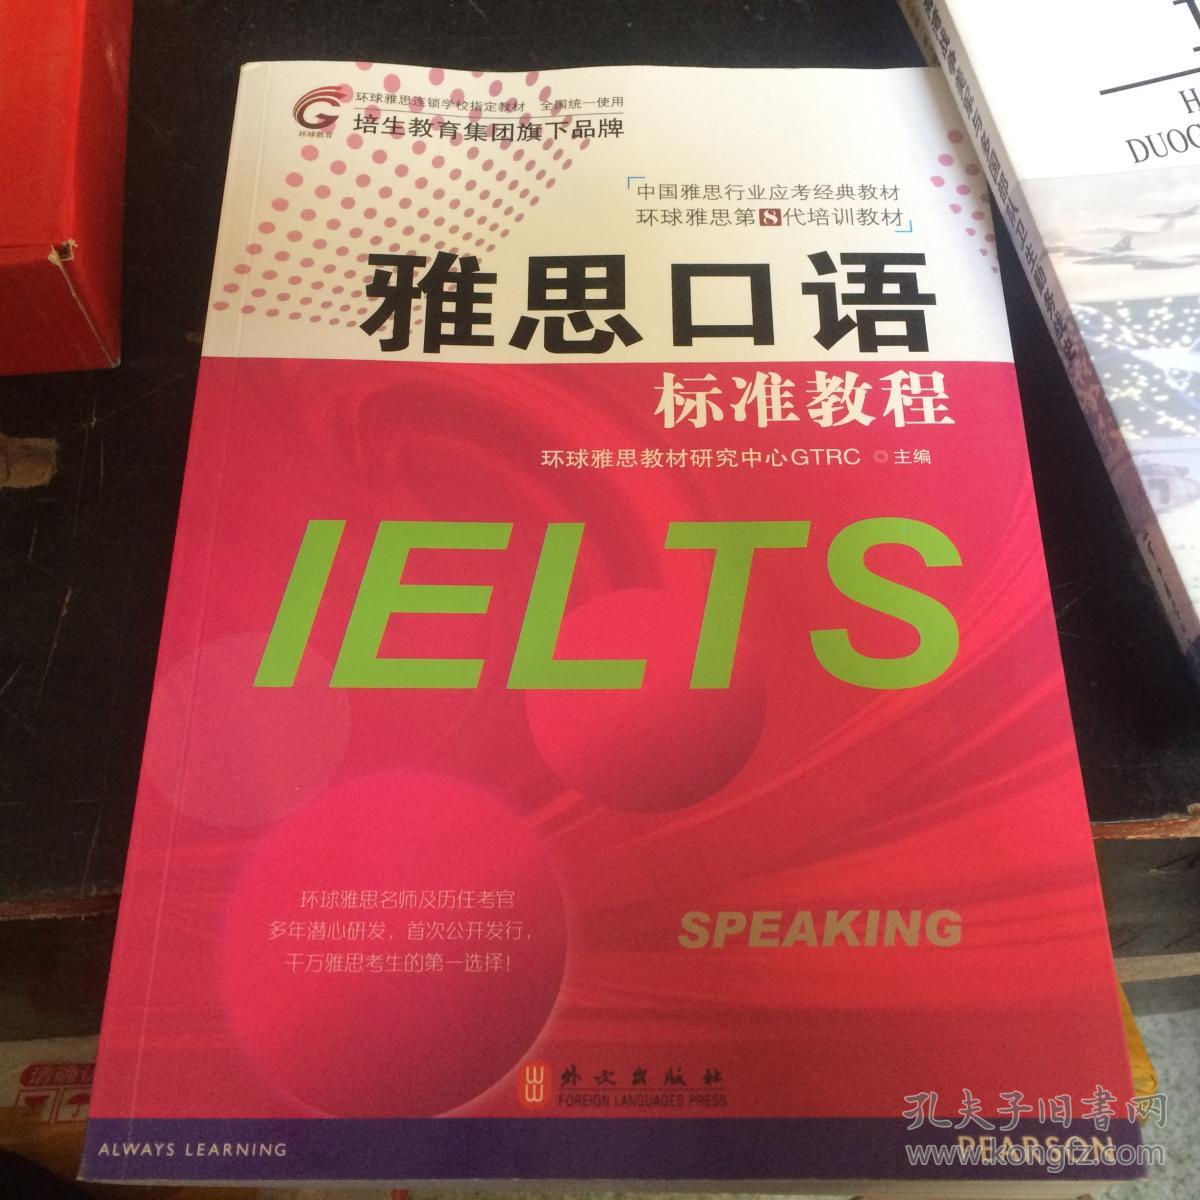 环球雅思连锁学校指定教材 全国统一使用
培生教育集团旗下品牌
环球教育
中国雅思行业应考经典教材
环球雅思第8代培训教材
雅思口语
标准教程
环球雅思教材研究中心GTRC ◎ 主编
IELTS
环球雅思名师及历任考官
多年潜心研发，首次公开发行，
千万雅思考生的第一选择！
SPEAKING
外文出版社
FOREIGN LANGUAGES PRESS
ALWAYS LEARNING
PEARSON
孔夫子旧书网
www.kongfz.com
DUOG
请确认